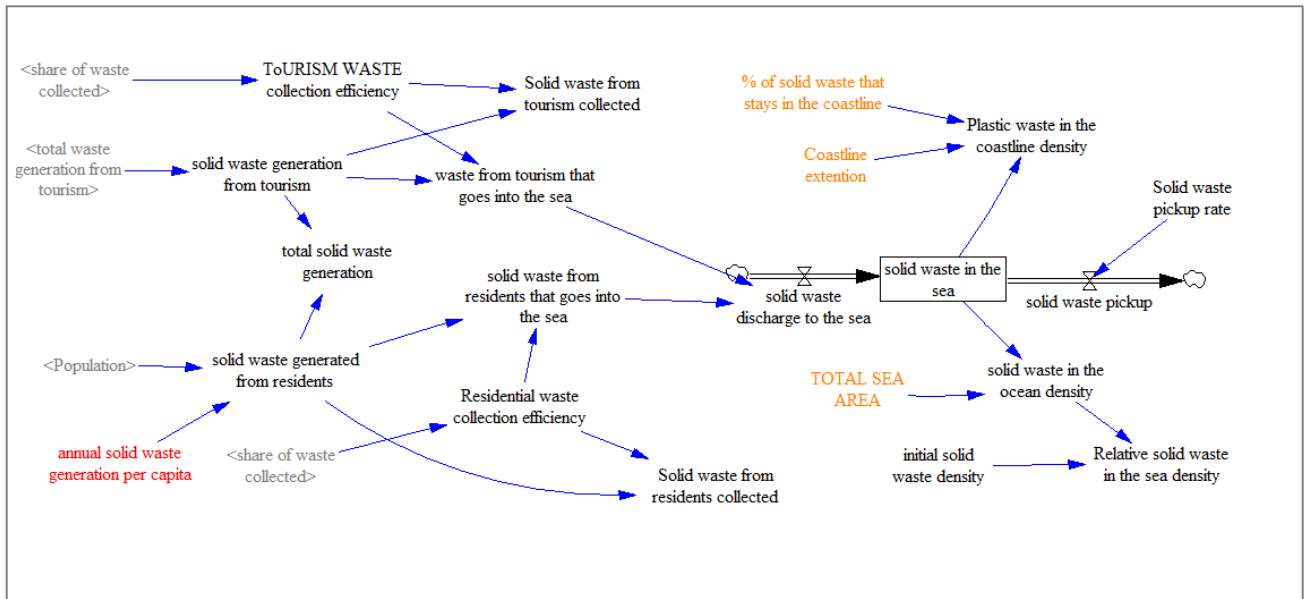 <share of waste
collected>
ToURISM WASTE
collection efficiency
Solid waste from
tourism collected
% of solid waste that
stays in the coastline
Plastic waste in the
coastline density
<total waste
generation from
tourism>
solid waste generation
from tourism
waste from tourism that
goes into the sea
Coastline
extention
Solid waste
pickup rate
total solid waste
generation
solid waste from
residents that goes into
the sea
solid waste
discharge to the sea
solid waste in the
sea
solid waste pickup
<Population>
solid waste generated
from residents
Residential waste
collection efficiency
TOTAL SEA
AREA
solid waste in the
ocean density
annual solid waste
generation per capita
<share of waste
collected>
Solid waste from
residents collected
initial solid
waste density
Relative solid waste
in the sea density